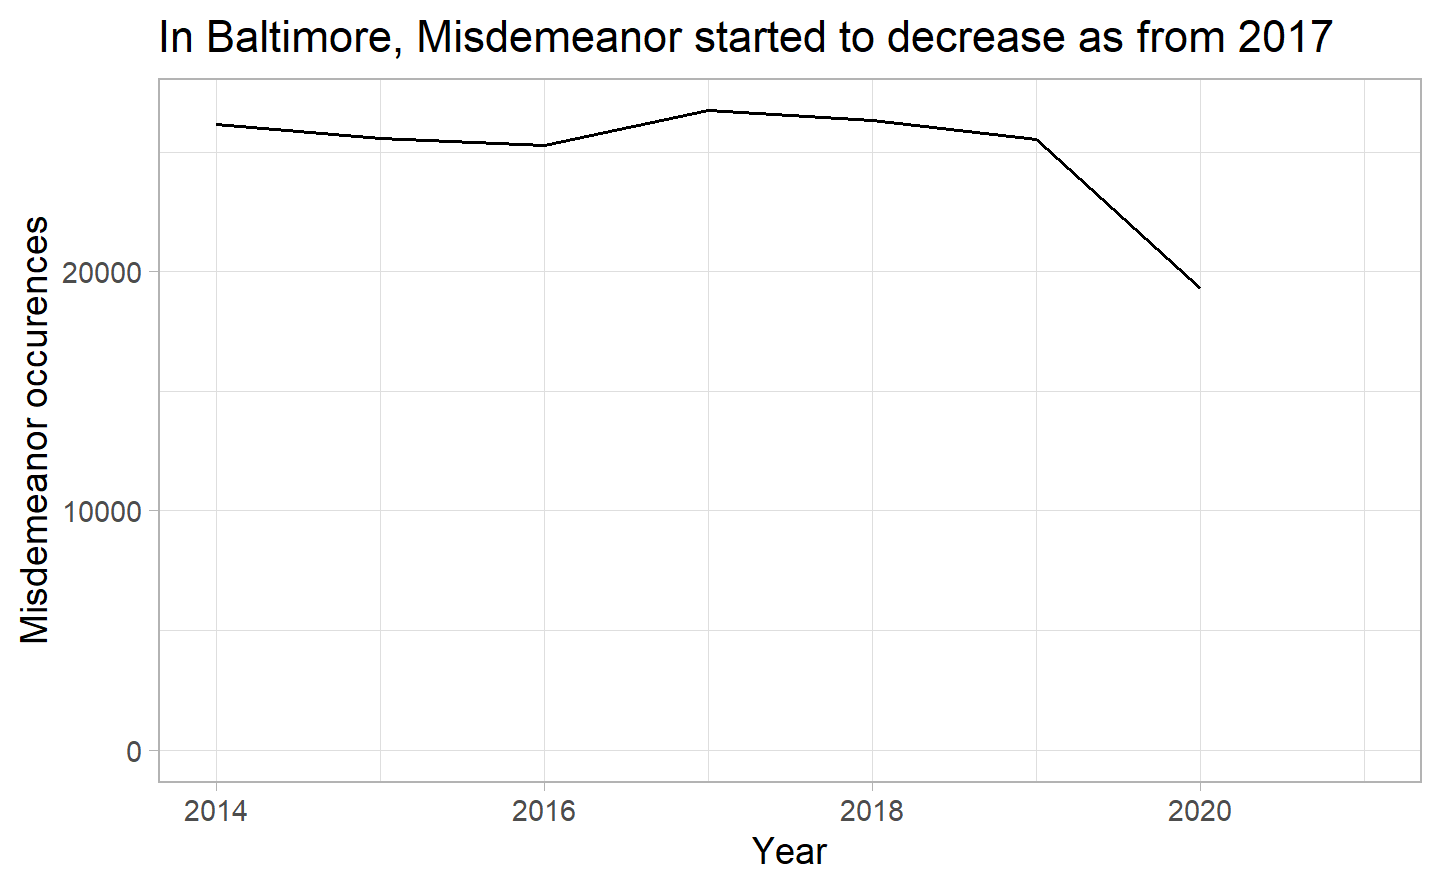 In Baltimore, Misdemeanor started to decrease as from 2017
Misdemeanor occurences
20000
10000
0
2014 2016 2018 2020
Year